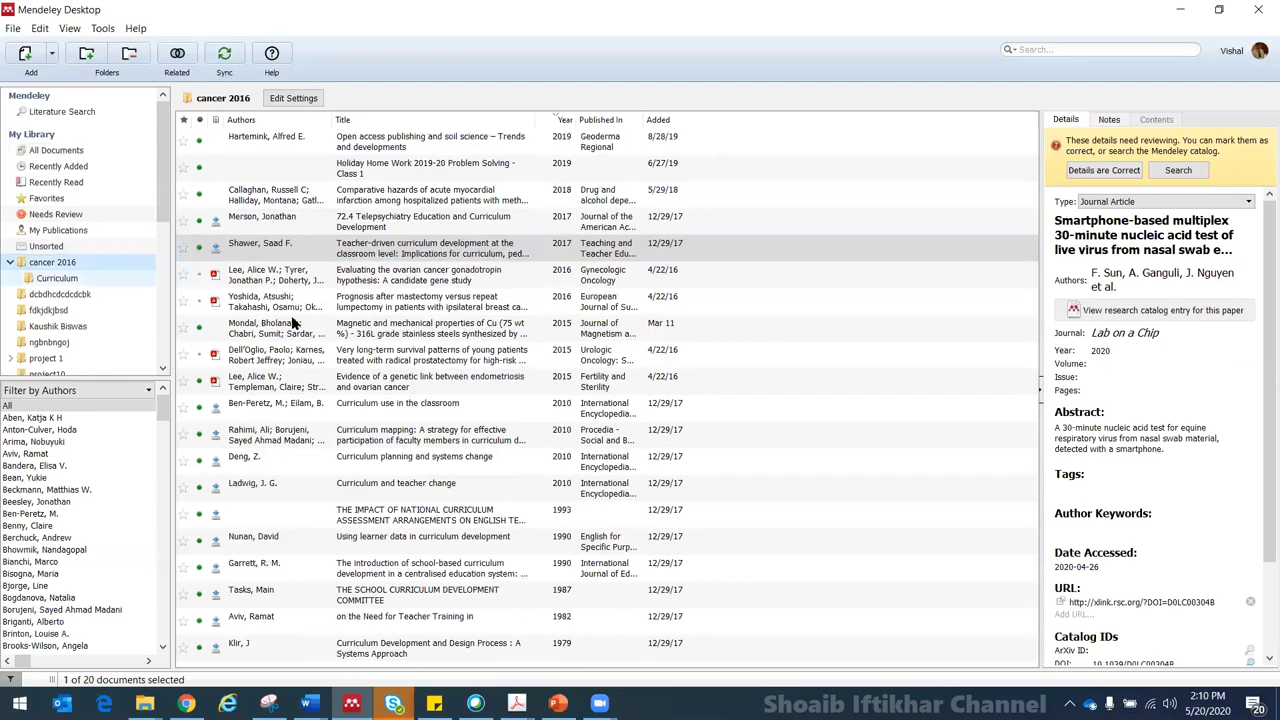 Mendeley Desktop
File Edit View Tools Help
Add Folders Related Sync Help
Search...
Vishal
Mendeley
Literature Search
My Library
All Documents
Recently Added
Recently Read
Favorites
Needs Review
My Publications
Unsorted
cancer 2016
Curriculum
dcbdhcdcdcdcbk
fdkjdkjbsd
Kaushik Biswas
ngbnbngoj
project 1
project10
Filter by Authors
All
Aben, Katja K H
Anton-Culver, Hoda
Arima, Nobuyuki
Aviv, Ramat
Bandera, Elisa V.
Bean, Yukie
Beckmann, Matthias W.
Beesley, Jonathan
Ben-Peretz, M.
Benny, Claire
Berchuck, Andrew
Bhowmik, Nandagopal
Bianchi, Marco
Bisogna, Maria
Bjorge, Line
Bogdanova, Natalia
Borujeni, Sayed Ahmad Madani
Briganti, Alberto
Brinton, Louise A.
Brooks-Wilson, Angela
cancer 2016 Edit Settings
Authors Title Year Published In Added
Hartemink, Alfred E. Open access publishing and soil science – Trends 2019 Geoderma 8/28/19
and developments Regional
Holiday Home Work 2019-20 Problem Solving - 2019 6/27/19
Class 1
Callaghan, Russell C; Comparative hazards of acute myocardial 2018 Drug and 5/29/18
Halliday, Montana; Gatl... infarction among hospitalized patients with meth... alcohol depe...
Merson, Jonathan 72.4 Telepsychiatry Education and Curriculum 2017 Journal of the 12/29/17
Development American Ac...
Shawer, Saad F. Teacher-driven curriculum development at the 2017 Teaching and 12/29/17
classroom level: Implications for curriculum, ped... Teacher Edu...
Lee, Alice W.; Tyrer, Evaluating the ovarian cancer gonadotropin 2016 Gynecologic 4/22/16
Jonathan P.; Doherty, J... hypothesis: A candidate gene study Oncology
Yoshida, Atsushi; Prognosis after mastectomy versus repeat 2016 European 4/22/16
Takahashi, Osamu; Ok... lumpectomy in patients with ipsilateral breast ca... Journal of Su...
Mondal, Bholana Magnetic and mechanical properties of Cu (75 wt 2015 Journal of Mar 11
Chabri, Sumit; Sardar, ... %) - 316L grade stainless steels synthesized by ... Magnetism a...
Dell'Oglio, Paolo; Karnes, Very long-term survival patterns of young patients 2015 Urologic 4/22/16
Robert Jeffrey; Joniau, ... treated with radical prostatectomy for high-risk ... Oncology: S...
Lee, Alice W.; Evidence of a genetic link between endometriosis 2015 Fertility and 4/22/16
Templeman, Claire; Str... and ovarian cancer Sterility
Ben-Peretz, M.; Eilam, B. Curriculum use in the classroom 2010 International 12/29/17
Encyclopedia...
Rahimi, Ali; Borujeni, Curriculum mapping: A strategy for effective 2010 Procedia - 12/29/17
Sayed Ahmad Madani; ... participation of faculty members in curriculum d... Social and B...
Deng, Z. Curriculum planning and systems change 2010 International 12/29/17
Encyclopedia...
Ladwig, J. G. Curriculum and teacher change 2010 International 12/29/17
Encyclopedia...
THE IMPACT OF NATIONAL CURRICULUM 1993 12/29/17
ASSESSMENT ARRANGEMENTS ON ENGLISH TE...
Nunan, David Using learner data in curriculum development 1990 English for 12/29/17
Specific Purp...
Garrett, R. M. The introduction of school-based curriculum 1990 International 12/29/17
development in a centralised education system: ... Journal of Ed...
Tasks, Main THE SCHOOL CURRICULUM DEVELOPMENT 1987 12/29/17
COMMITTEE
Aviv, Ramat on the Need for Teacher Training in 1982 12/29/17
Klir, J Curriculum Development and Design Process : A 1979 12/29/17
Systems Approach
Details Notes Contents
These details need reviewing. You can mark them
as correct, or search the Mendeley catalog.
Details are Correct Search
Type: Journal Article
Smartphone-based multiplex
30-minute nucleic acid test of
live virus from nasal swab e...
Authors: F. Sun, A. Ganguli, J. Nguyen
et al.
View research catalog entry for this paper
Journal: Lab on a Chip
Year: 2020
Volume:
Issue:
Pages:
Abstract:
A 30-minute nucleic acid test for equine
respiratory virus from nasal swab material,
detected with a smartphone.
Tags:
Author Keywords:
Date Accessed:
2020-04-26
URL:
http://xlink.rsc.org/?DOI=D0LC00304B
Add URL...
Catalog IDs
ArXiv ID:
DOI: 10.1039/D0LC00304B
1 of 20 documents selected
Shoaib Iftikhar Channel
2:10 PM
5/20/2020
20